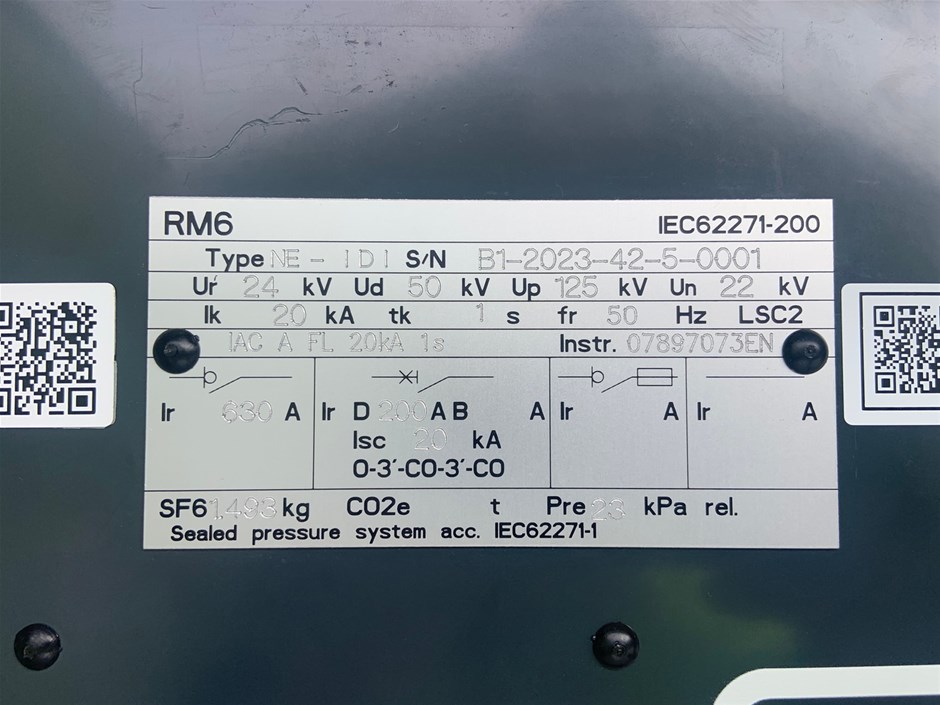 RM6 IEC62271-200
Type NE - IDI S/N B1-2023-42-5-0001
Ur 24 kV Ud 50 kV Up 125 kV Un 22 kV
Ik 20 kA tk 1 s fr 50 Hz LSC2
IAC A FL 20kA 1s Instr. 07897073EN
Ir 630 A Ir D 200 A B A Ir A Ir A
Isc 20 kA
O-3'-CO-3'-CO
SF6 1.493 kg CO2e t Pre 23 kPa rel.
Sealed pressure system acc. IEC62271-1